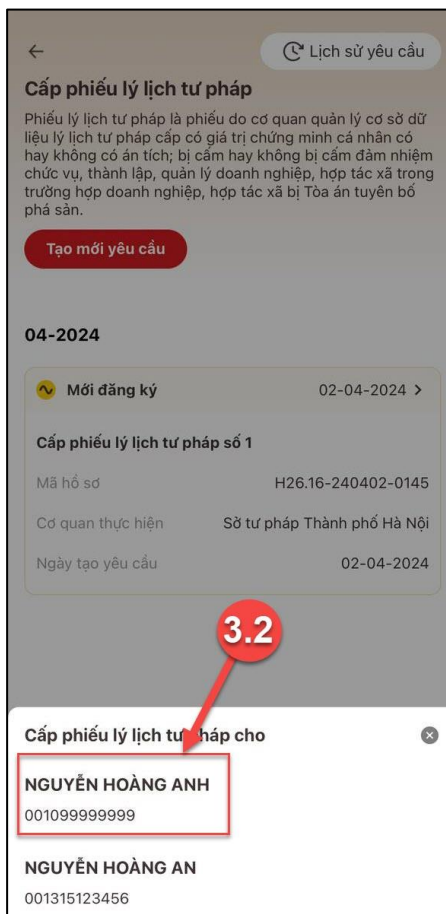 Lịch sử yêu cầu
Cấp phiếu lý lịch tư pháp
Phiếu lý lịch tư pháp là phiếu do cơ quan quản lý cơ sở dữ
liệu lý lịch tư pháp cấp có giá trị chứng minh cá nhân có
hay không có án tích; bị cấm hay không bị cấm đảm nhiệm
chức vụ, thành lập, quản lý doanh nghiệp, hợp tác xã trong
trường hợp doanh nghiệp, hợp tác xã bị Tòa án tuyên bố
phá sản.
Tạo mới yêu cầu
04-2024
Mới đăng ký 02-04-2024
Cấp phiếu lý lịch tư pháp số 1
Mã hồ sơ H26.16-240402-0145
Cơ quan thực hiện Sở tư pháp Thành phố Hà Nội
Ngày tạo yêu cầu 02-04-2024
3.2
Cấp phiếu lý lịch tư pháp cho
NGUYỄN HOÀNG ANH
001099999999
NGUYỄN HOÀNG AN
001315123456